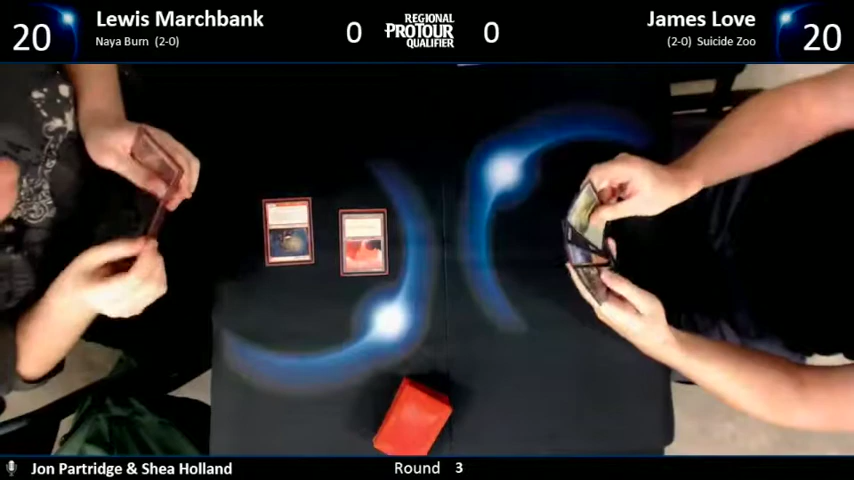 20
Lewis Marchbank
Naya Burn (2-0)
0
REGIONAL
PROTOUR
QUALIFIER
0
James Love
(2-0) Suicide Zoo
20
Jon Partridge & Shea Holland
Round 3